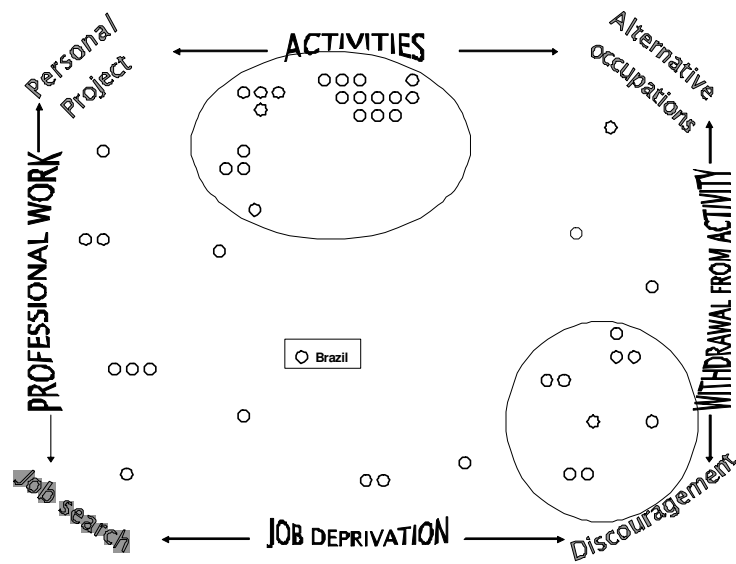 Personal
Project
ACTIVITIES
Alternative
occupations
PROFESSIONAL WORK
WITHDRAWAL FROM ACTIVITY
Brazil
Job search
JOB DEPRIVATION
Discouragement